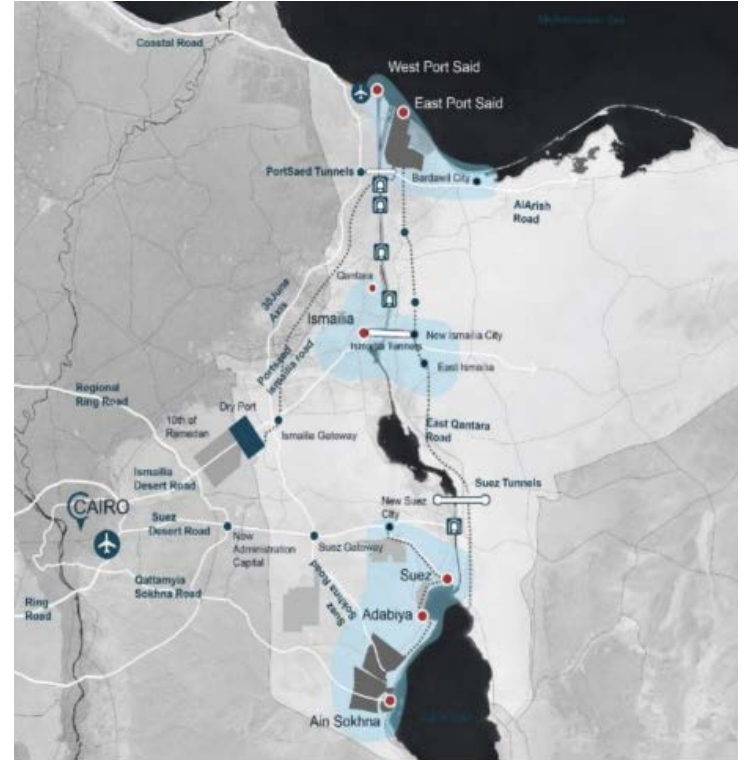 Mediterranean Sea
Coastal Road
West Port Said
East Port Said
PortSaed Tunnels
Bardawil City
AlArish
Road
Qantara
30June
Axis
Ismailia
New Ismailia City
Ismailia Tunnels
Portsaed
Ismailia road
East Ismailia
Regional
Ring Road
Dry Port
10th of
Ramadan
Ismailia Gateway
East Qantara
Road
Ismailia
Desert Road
Suez Tunnels
CAIRO
New Suez
City
Suez
Desert Road
New
Administration
Capital
Suez Gateway
Suez
Qattamyia
Sokhna Road
Suez
Sokhna Road
Ring
Road
Adabiya
Ain Sokhna